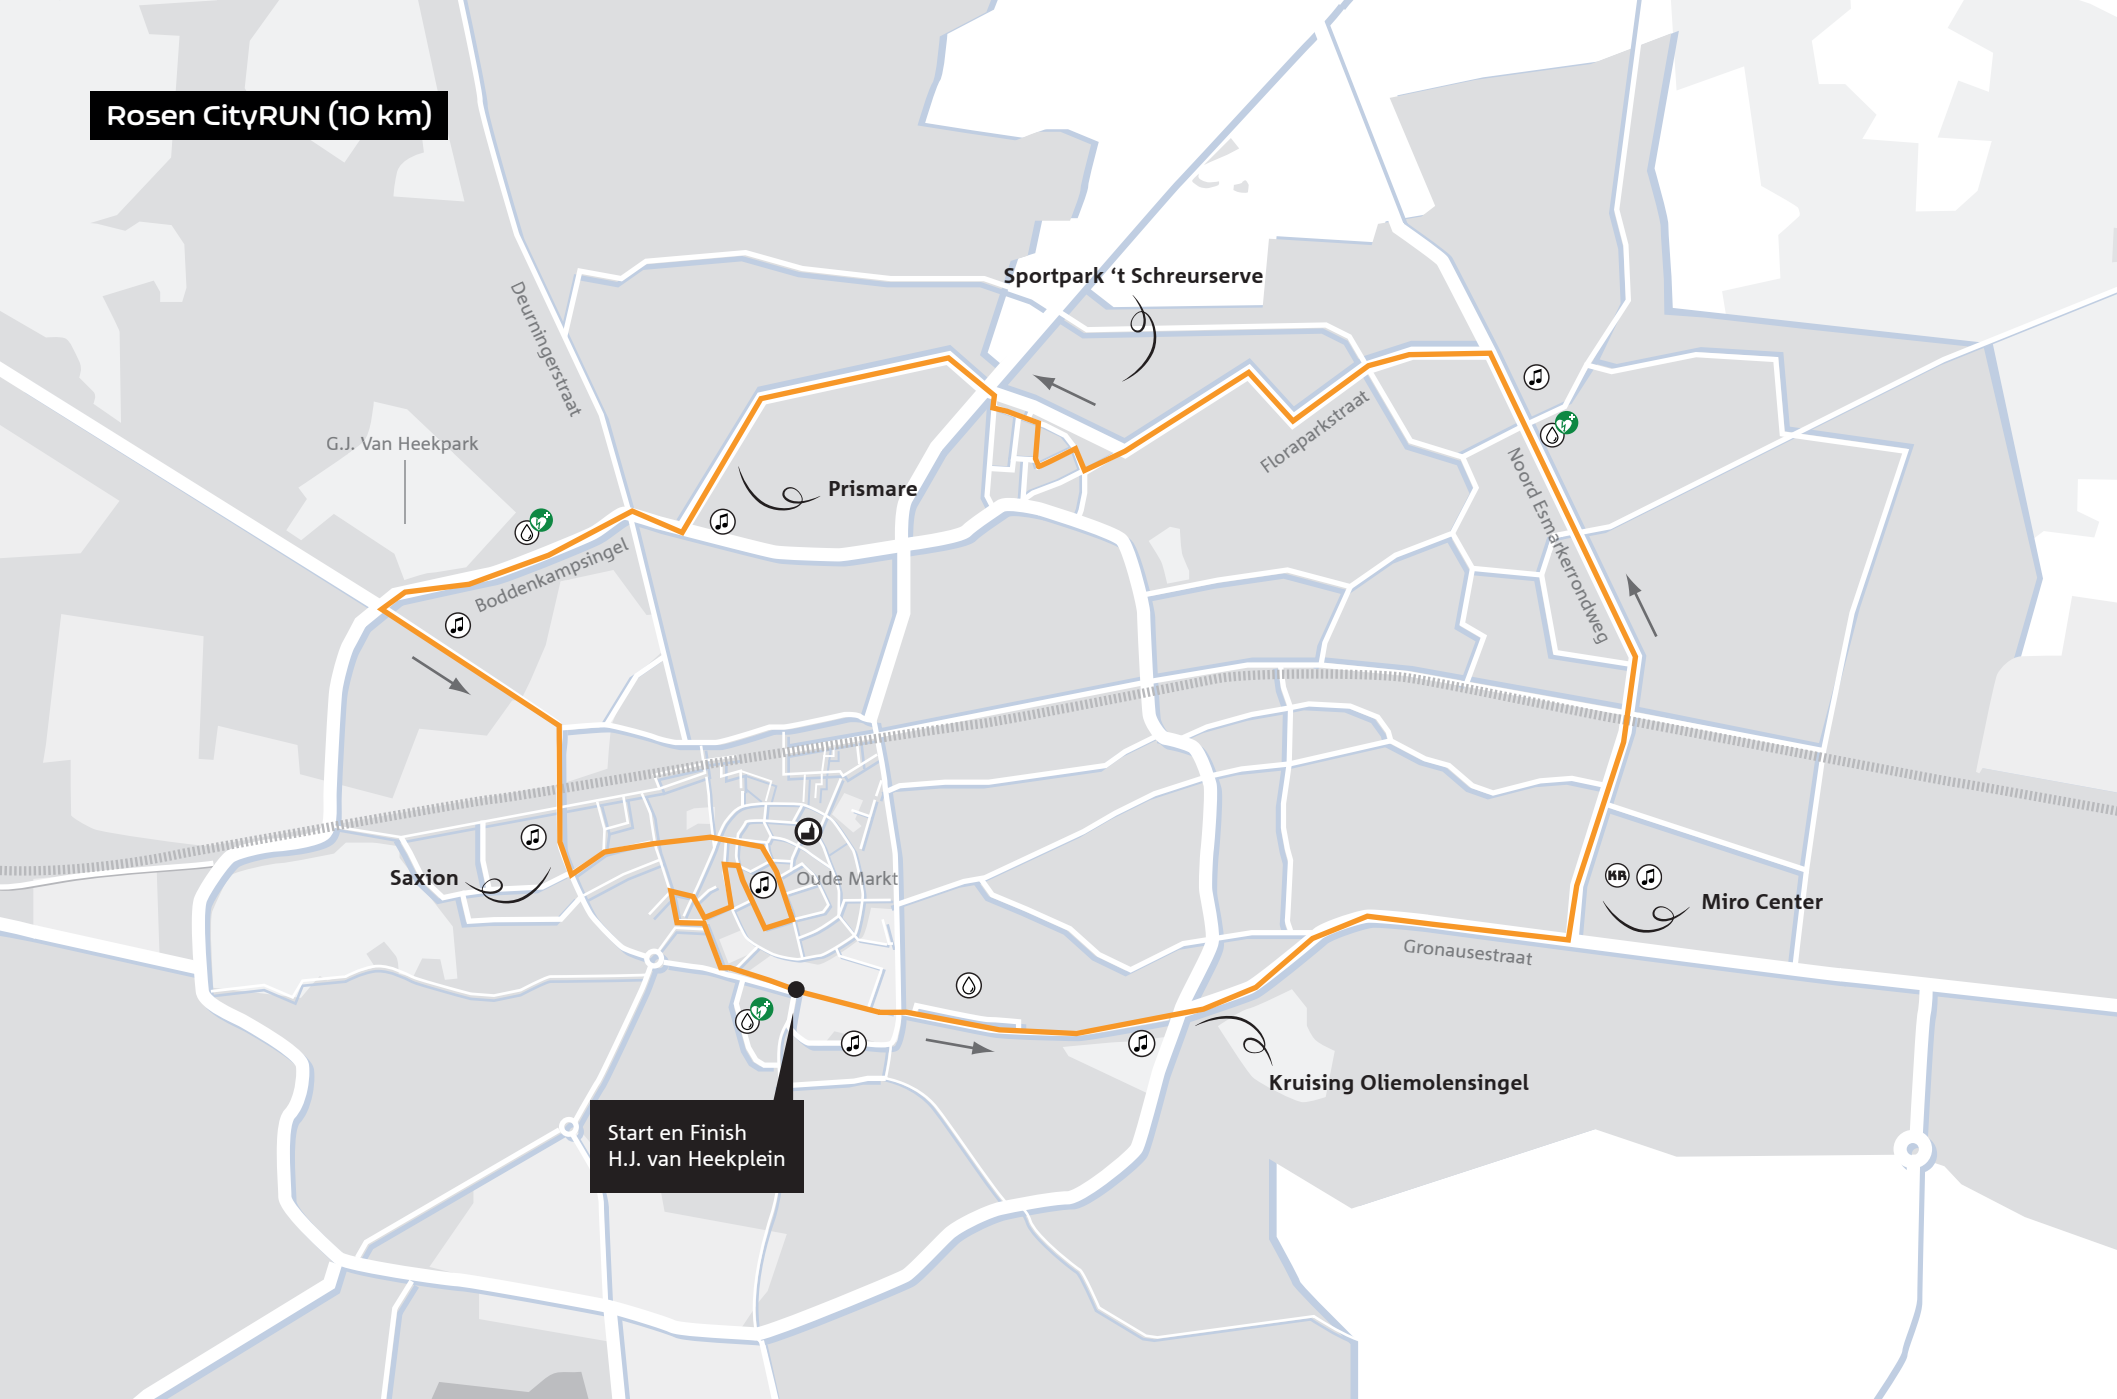 Rosen CityRUN (10 km)
Sportpark ‘t Schreurserve
Deurningerstraat
Floraparkstraat
G.J. Van Heekpark
Prismare
Noord Esmarkerrondweg
Boddenkampsingel
Saxion
Oude Markt
KR
Miro Center
Gronausestraat
Kruising Oliemolensingel
Start en Finish
H.J. van Heekplein